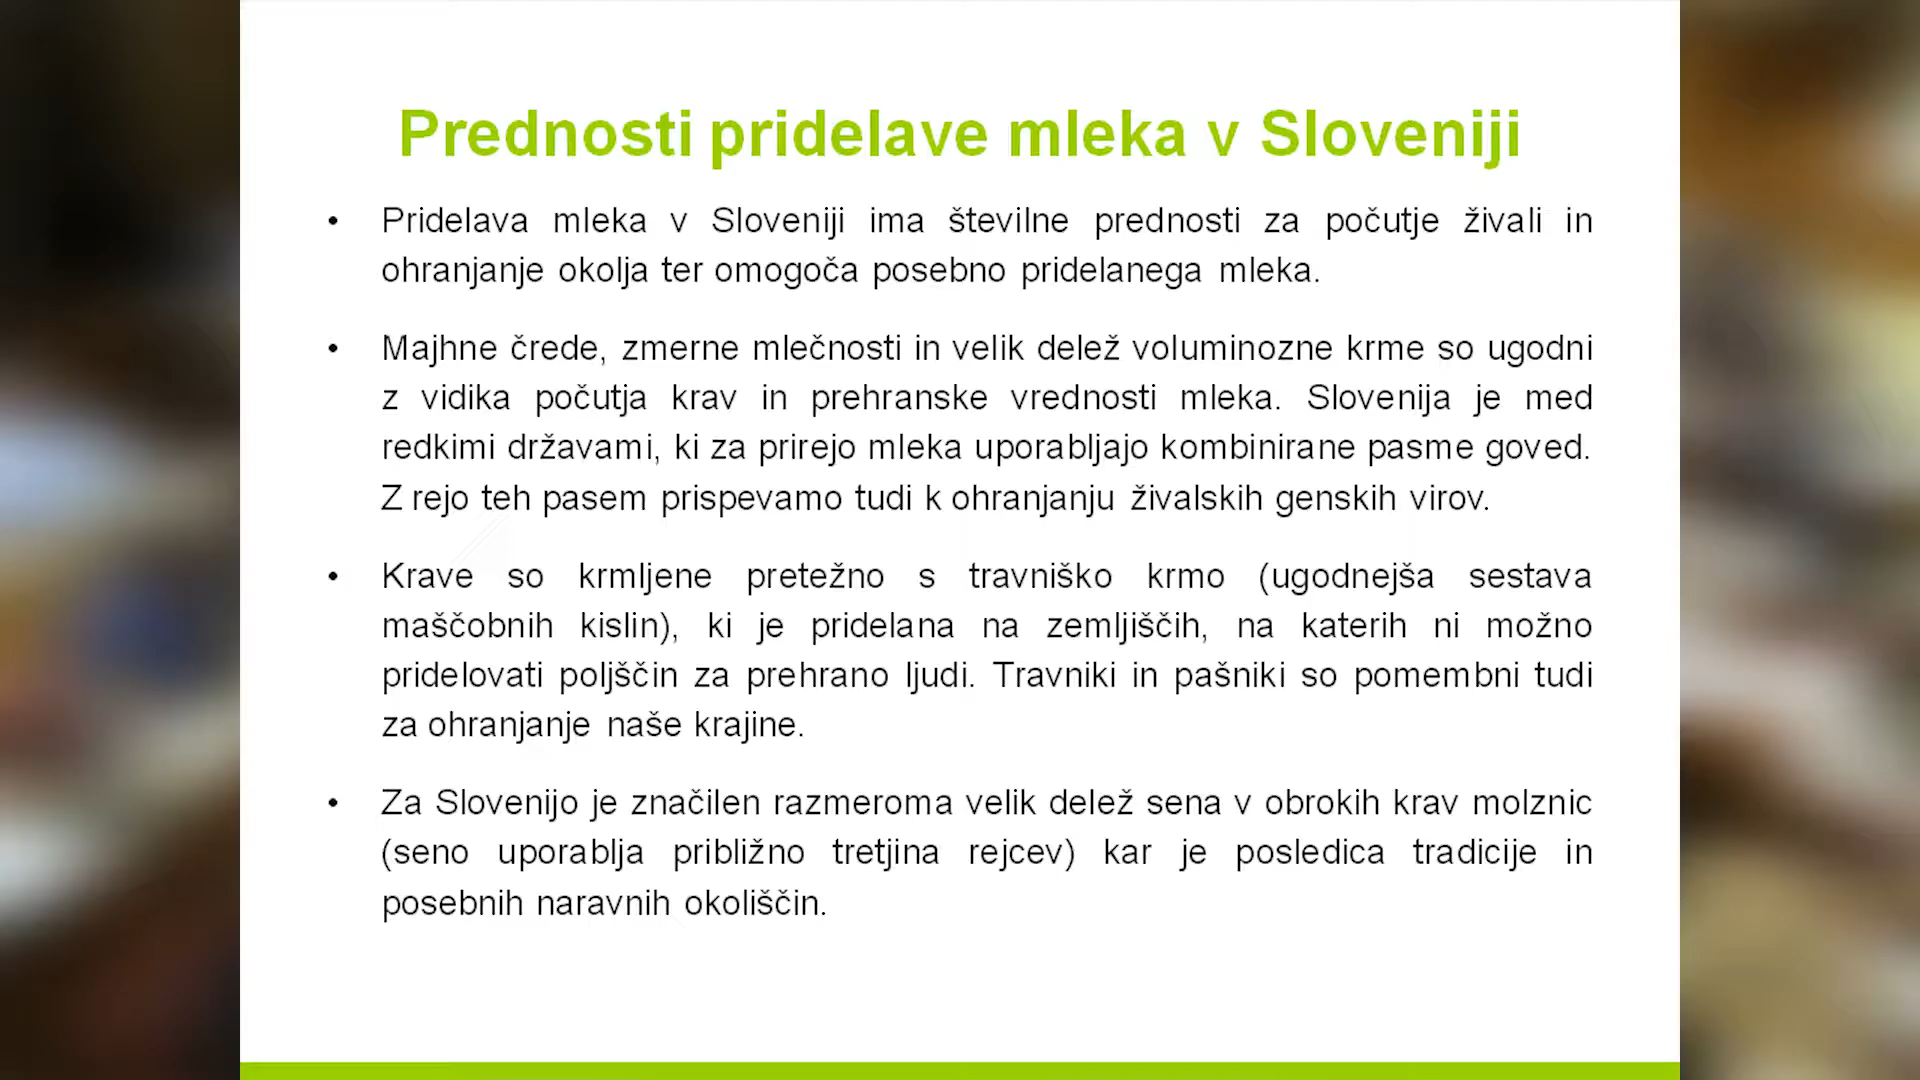 Prednosti pridelave mleka v Sloveniji
• Pridelava mleka v Sloveniji ima številne prednosti za počutje živali in
ohranjanje okolja ter omogoča posebno pridelanega mleka.
• Majhne črede, zmerne mlečnosti in velik delež voluminozne krme so ugodni
z vidika počutja krav in prehranske vrednosti mleka. Slovenija je med
redkimi državami, ki za prirejo mleka uporabljajo kombinirane pasme goved.
Z rejo teh pasem prispevamo tudi k ohranjanju živalskih genskih virov.
• Krave so krmljene pretežno s travniško krmo (ugodnejša sestava
maščobnih kislin), ki je pridelana na zemljiščih, na katerih ni možno
pridelovati poljščin za prehrano ljudi. Travniki in pašniki so pomembni tudi
za ohranjanje naše krajine.
• Za Slovenijo je značilen razmeroma velik delež sena v obrokih krav molznic
(seno uporablja približno tretjina rejcev) kar je posledica tradicije in
posebnih naravnih okoliščin.